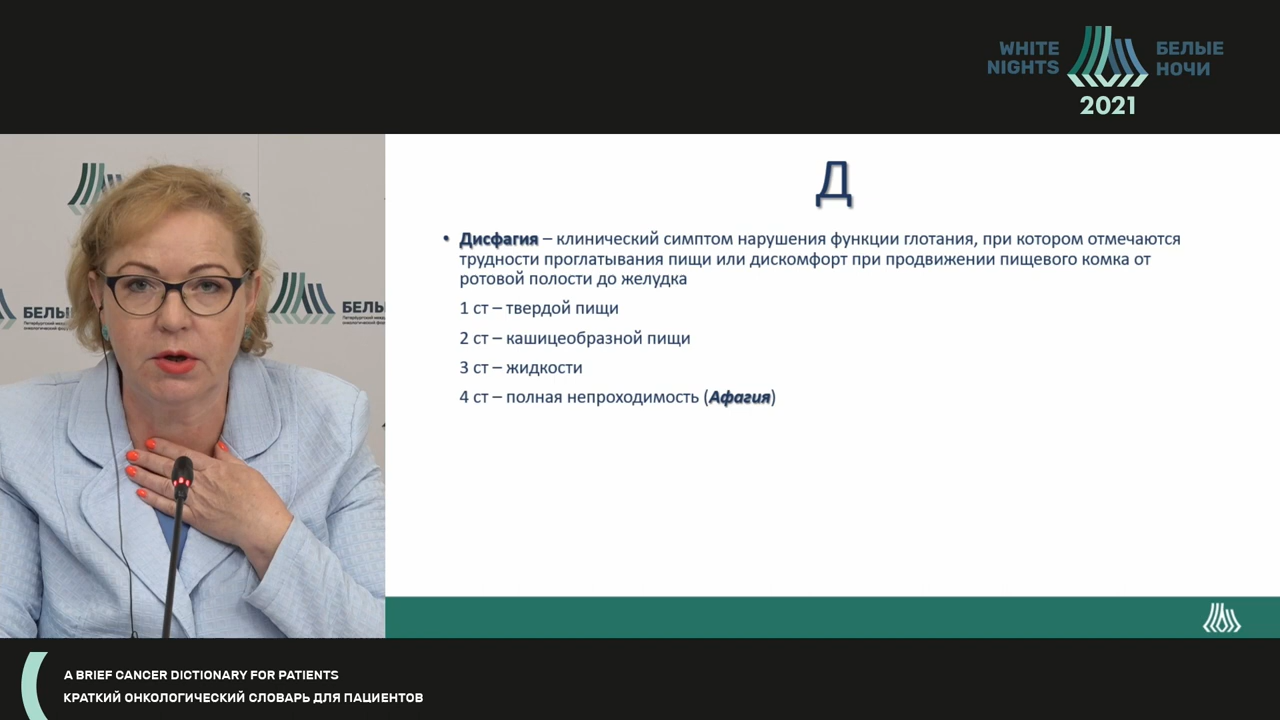 WHITE NIGHTS
БЕЛЫЕ НОЧИ
2021
БЕЛЫ
Д
• Дисфагия – клинический симптом нарушения функции глотания, при котором отмечаются
трудности проглатывания пищи или дискомфорт при продвижении пищевого комка от
ротовой полости до желудка
1 ст – твердой пищи
2 ст – кашицеобразной пищи
3 ст – жидкости
4 ст – полная непроходимость (Афагия)
A BRIEF CANCER DICTIONARY FOR PATIENTS
КРАТКИЙ ОНКОЛОГИЧЕСКИЙ СЛОВАРЬ ДЛЯ ПАЦИЕНТОВ